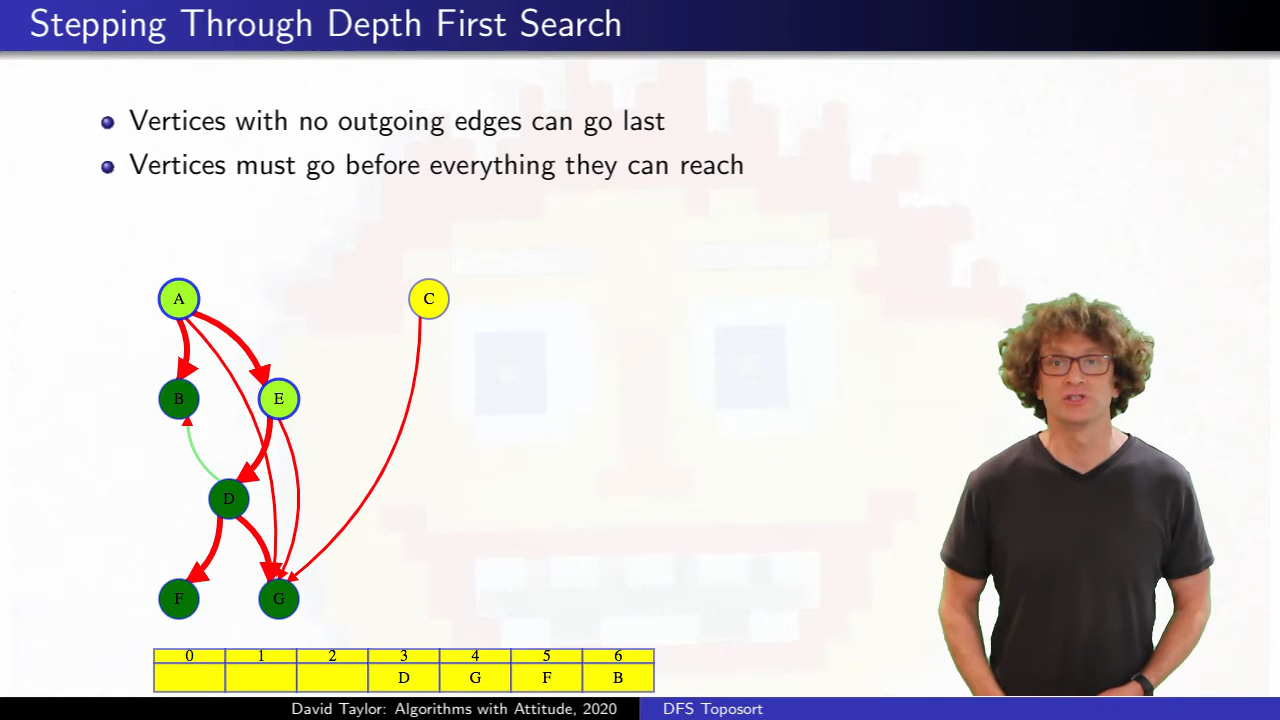 Stepping Through Depth First Search
Vertices with no outgoing edges can go last
Vertices must go before everything they can reach
A
C
B
E
D
F
G
0 1 2 3 4 5 6
D G F B
David Taylor: Algorithms with Attitude, 2020
DFS Toposort